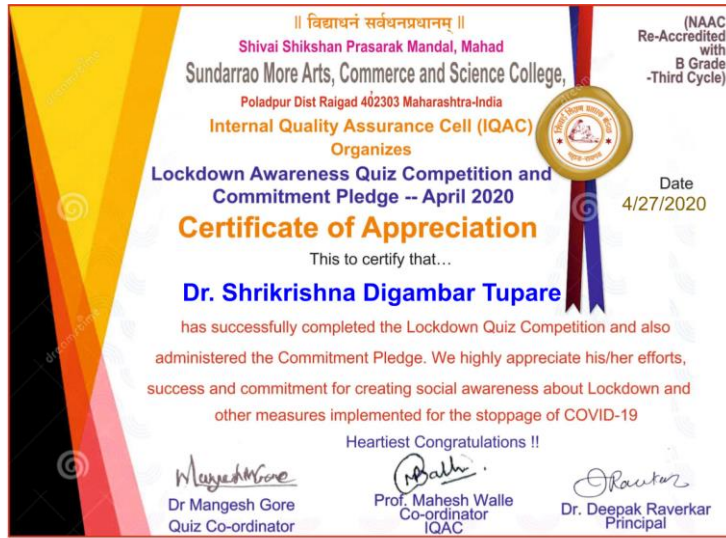 ॥ विद्याधनं सर्वधनप्रधानम् ॥
(NAAC
Re-Accredited
with
B Grade
-Third Cycle)
Shivai Shikshan Prasarak Mandal, Mahad
Sundarrao More Arts, Commerce and Science College,
Poladpur Dist Raigad 402303 Maharashtra-India
Internal Quality Assurance Cell (IQAC)
Organizes
Lockdown Awareness Quiz Competition and
Commitment Pledge -- April 2020
Date
4/27/2020
Certificate of Appreciation
This to certify that…
Dr. Shrikrishna Digambar Tupare
has successfully completed the Lockdown Quiz Competition and also
administered the Commitment Pledge. We highly appreciate his/her efforts,
success and commitment for creating social awareness about Lockdown and
other measures implemented for the stoppage of COVID-19
Heartiest Congratulations !!
Dr Mangesh Gore
Quiz Co-ordinator
Prof. Mahesh Walle
Co-ordinator
IQAC
Dr. Deepak Raverkar
Principal
dreamstime